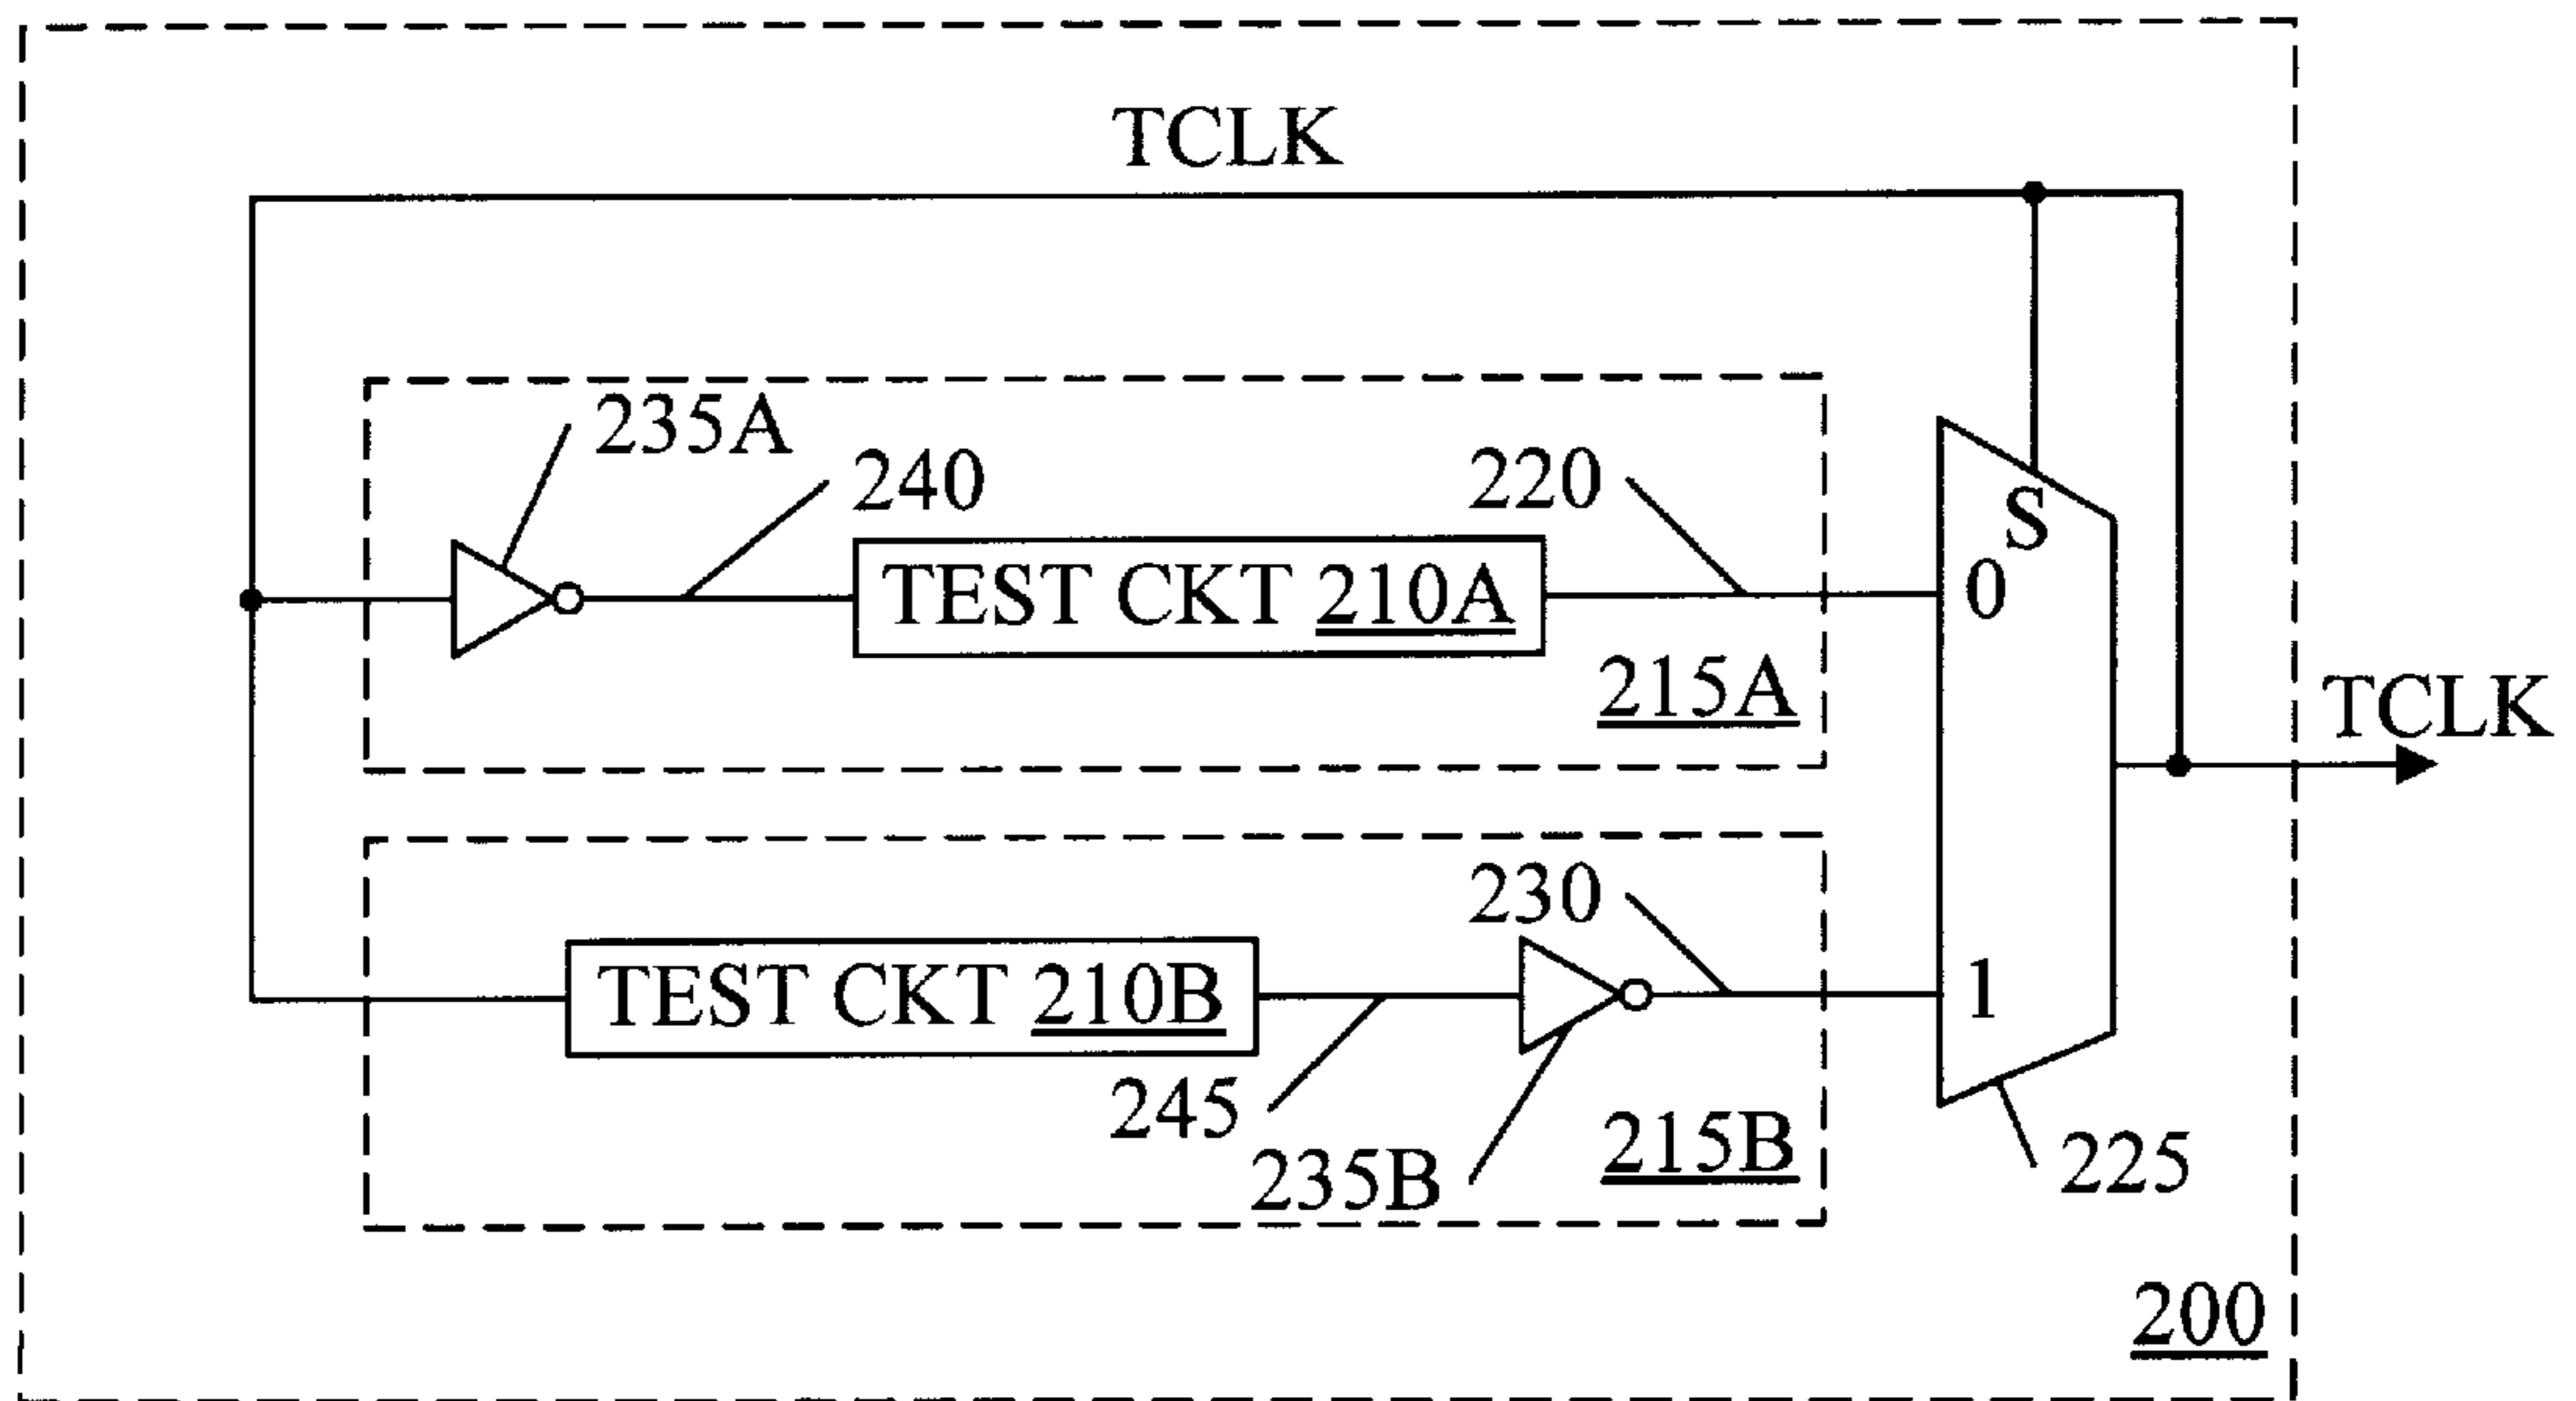 TCLK
235A
240
220
S
0
TEST CKT 210A
215A
TCLK
230
1
TEST CKT 210B
245
235B
215B
225
200